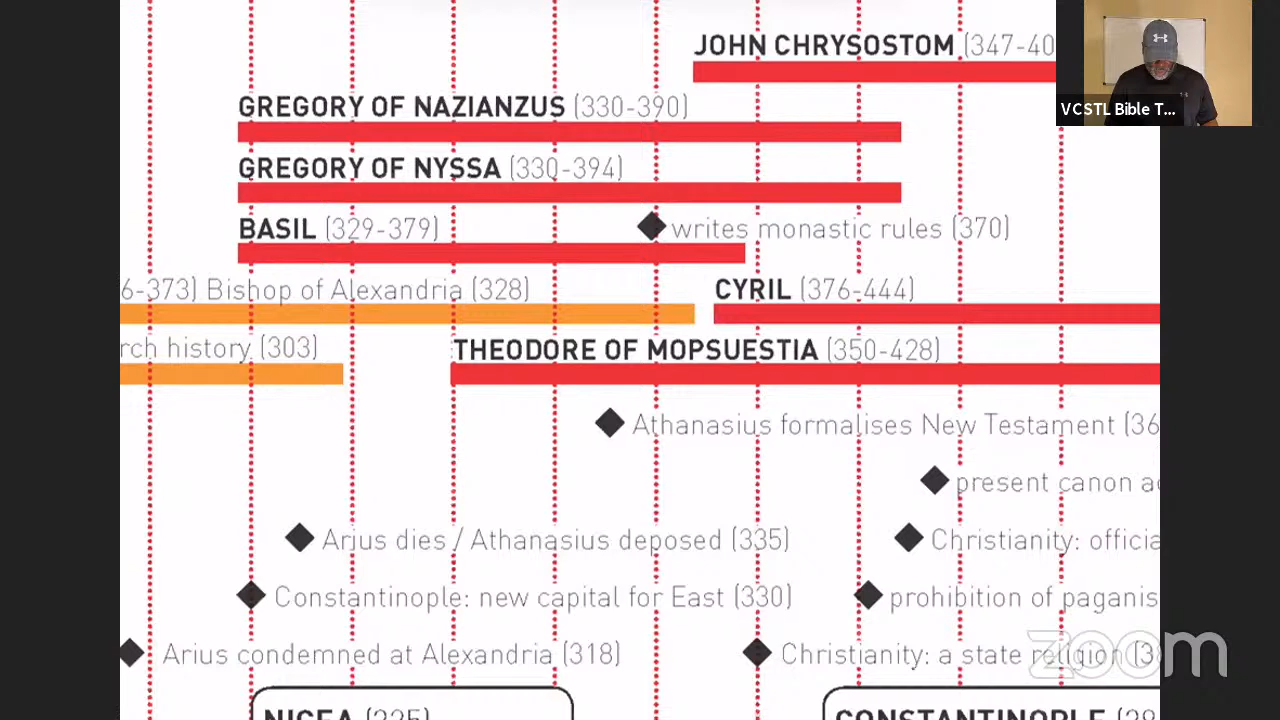 JOHN CHRYSOSTOM (347-40
GREGORY OF NAZIANZUS (330-390)
VCSTL Bible T...
GREGORY OF NYSSA (330-394)
BASIL (329-379)
writes monastic rules (370)
6-373) Bishop of Alexandria (328)
CYRIL (376-444)
rch history (303)
THEODORE OF MOPSUESTIA (350-428)
Athanasius formalises New Testament (36
present canon ac
Arius dies / Athanasius deposed (335)
Christianity: officia
Constantinople: new capital for East (330)
prohibition of paganis
Arius condemned at Alexandria (318)
Christianity: a state religion (38
zoom
NICEA (325)
CONSTANTINOPLE